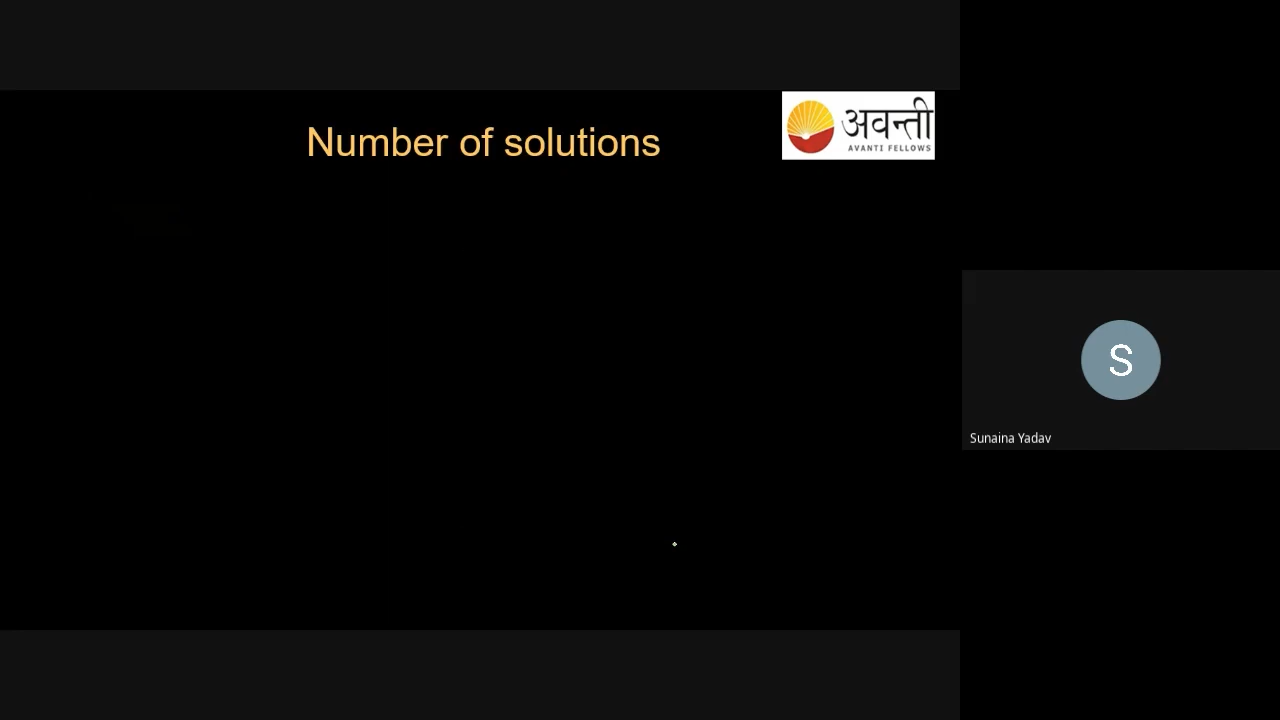 Number of solutions
अवन्ती
AVANTI FELLOWS
S
Sunaina Yadav